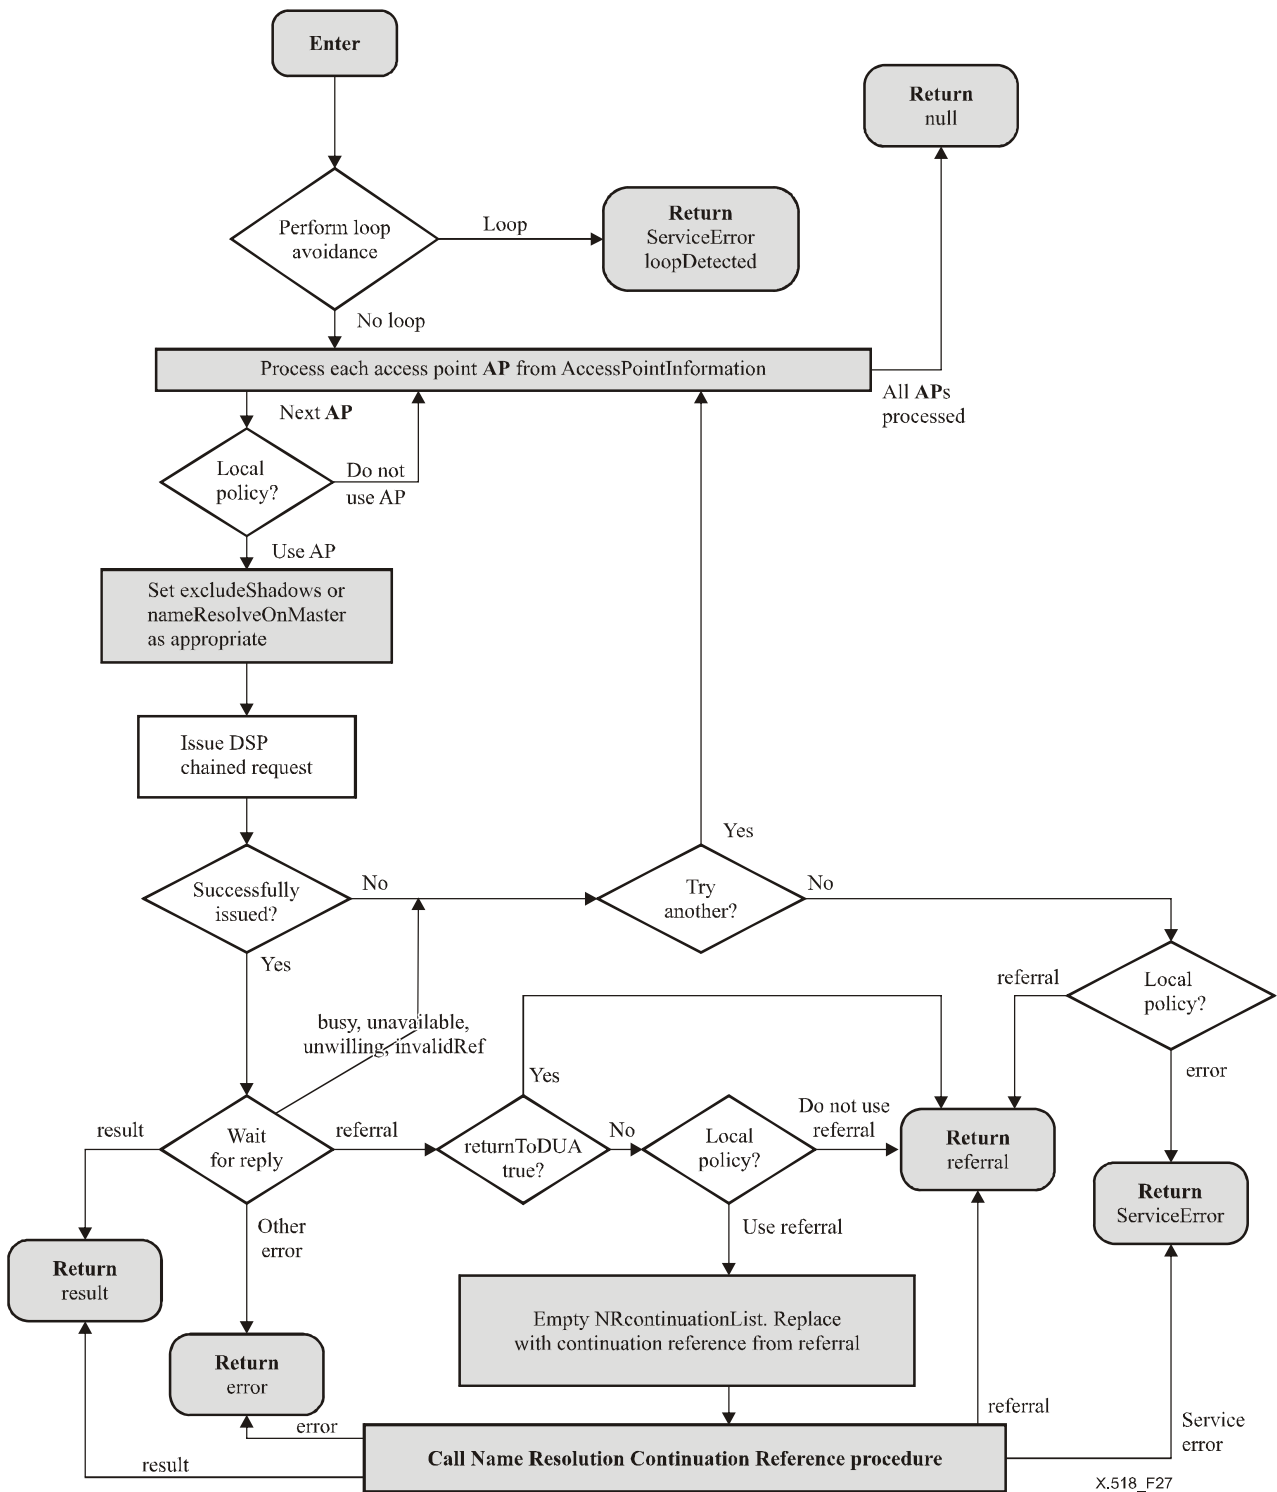 Enter
Return
null
Perform loop
avoidance
Loop
Return
ServiceError
loopDetected
No loop
Process each access point AP from AccessPointInformation
All APs
processed
Next AP
Local
policy?
Do not
use AP
Use AP
Set excludeShadows or
nameResolveOnMaster
as appropriate
Issue DSP
chained request
Yes
Successfully
issued?
No
Try
another?
No
Yes
referral
Local
policy?
busy, unavailable,
unwilling, invalidRef
Yes
error
result
Wait
for reply
referral
returnToDUA
true?
No
Local
policy?
Do not use
referral
Return
referral
Return
ServiceError
Other
error
Use referral
Return
result
Empty NRcontinuationList. Replace
with continuation reference from referral
Return
error
referral
Service
error
error
result
Call Name Resolution Continuation Reference procedure
X.518_F27